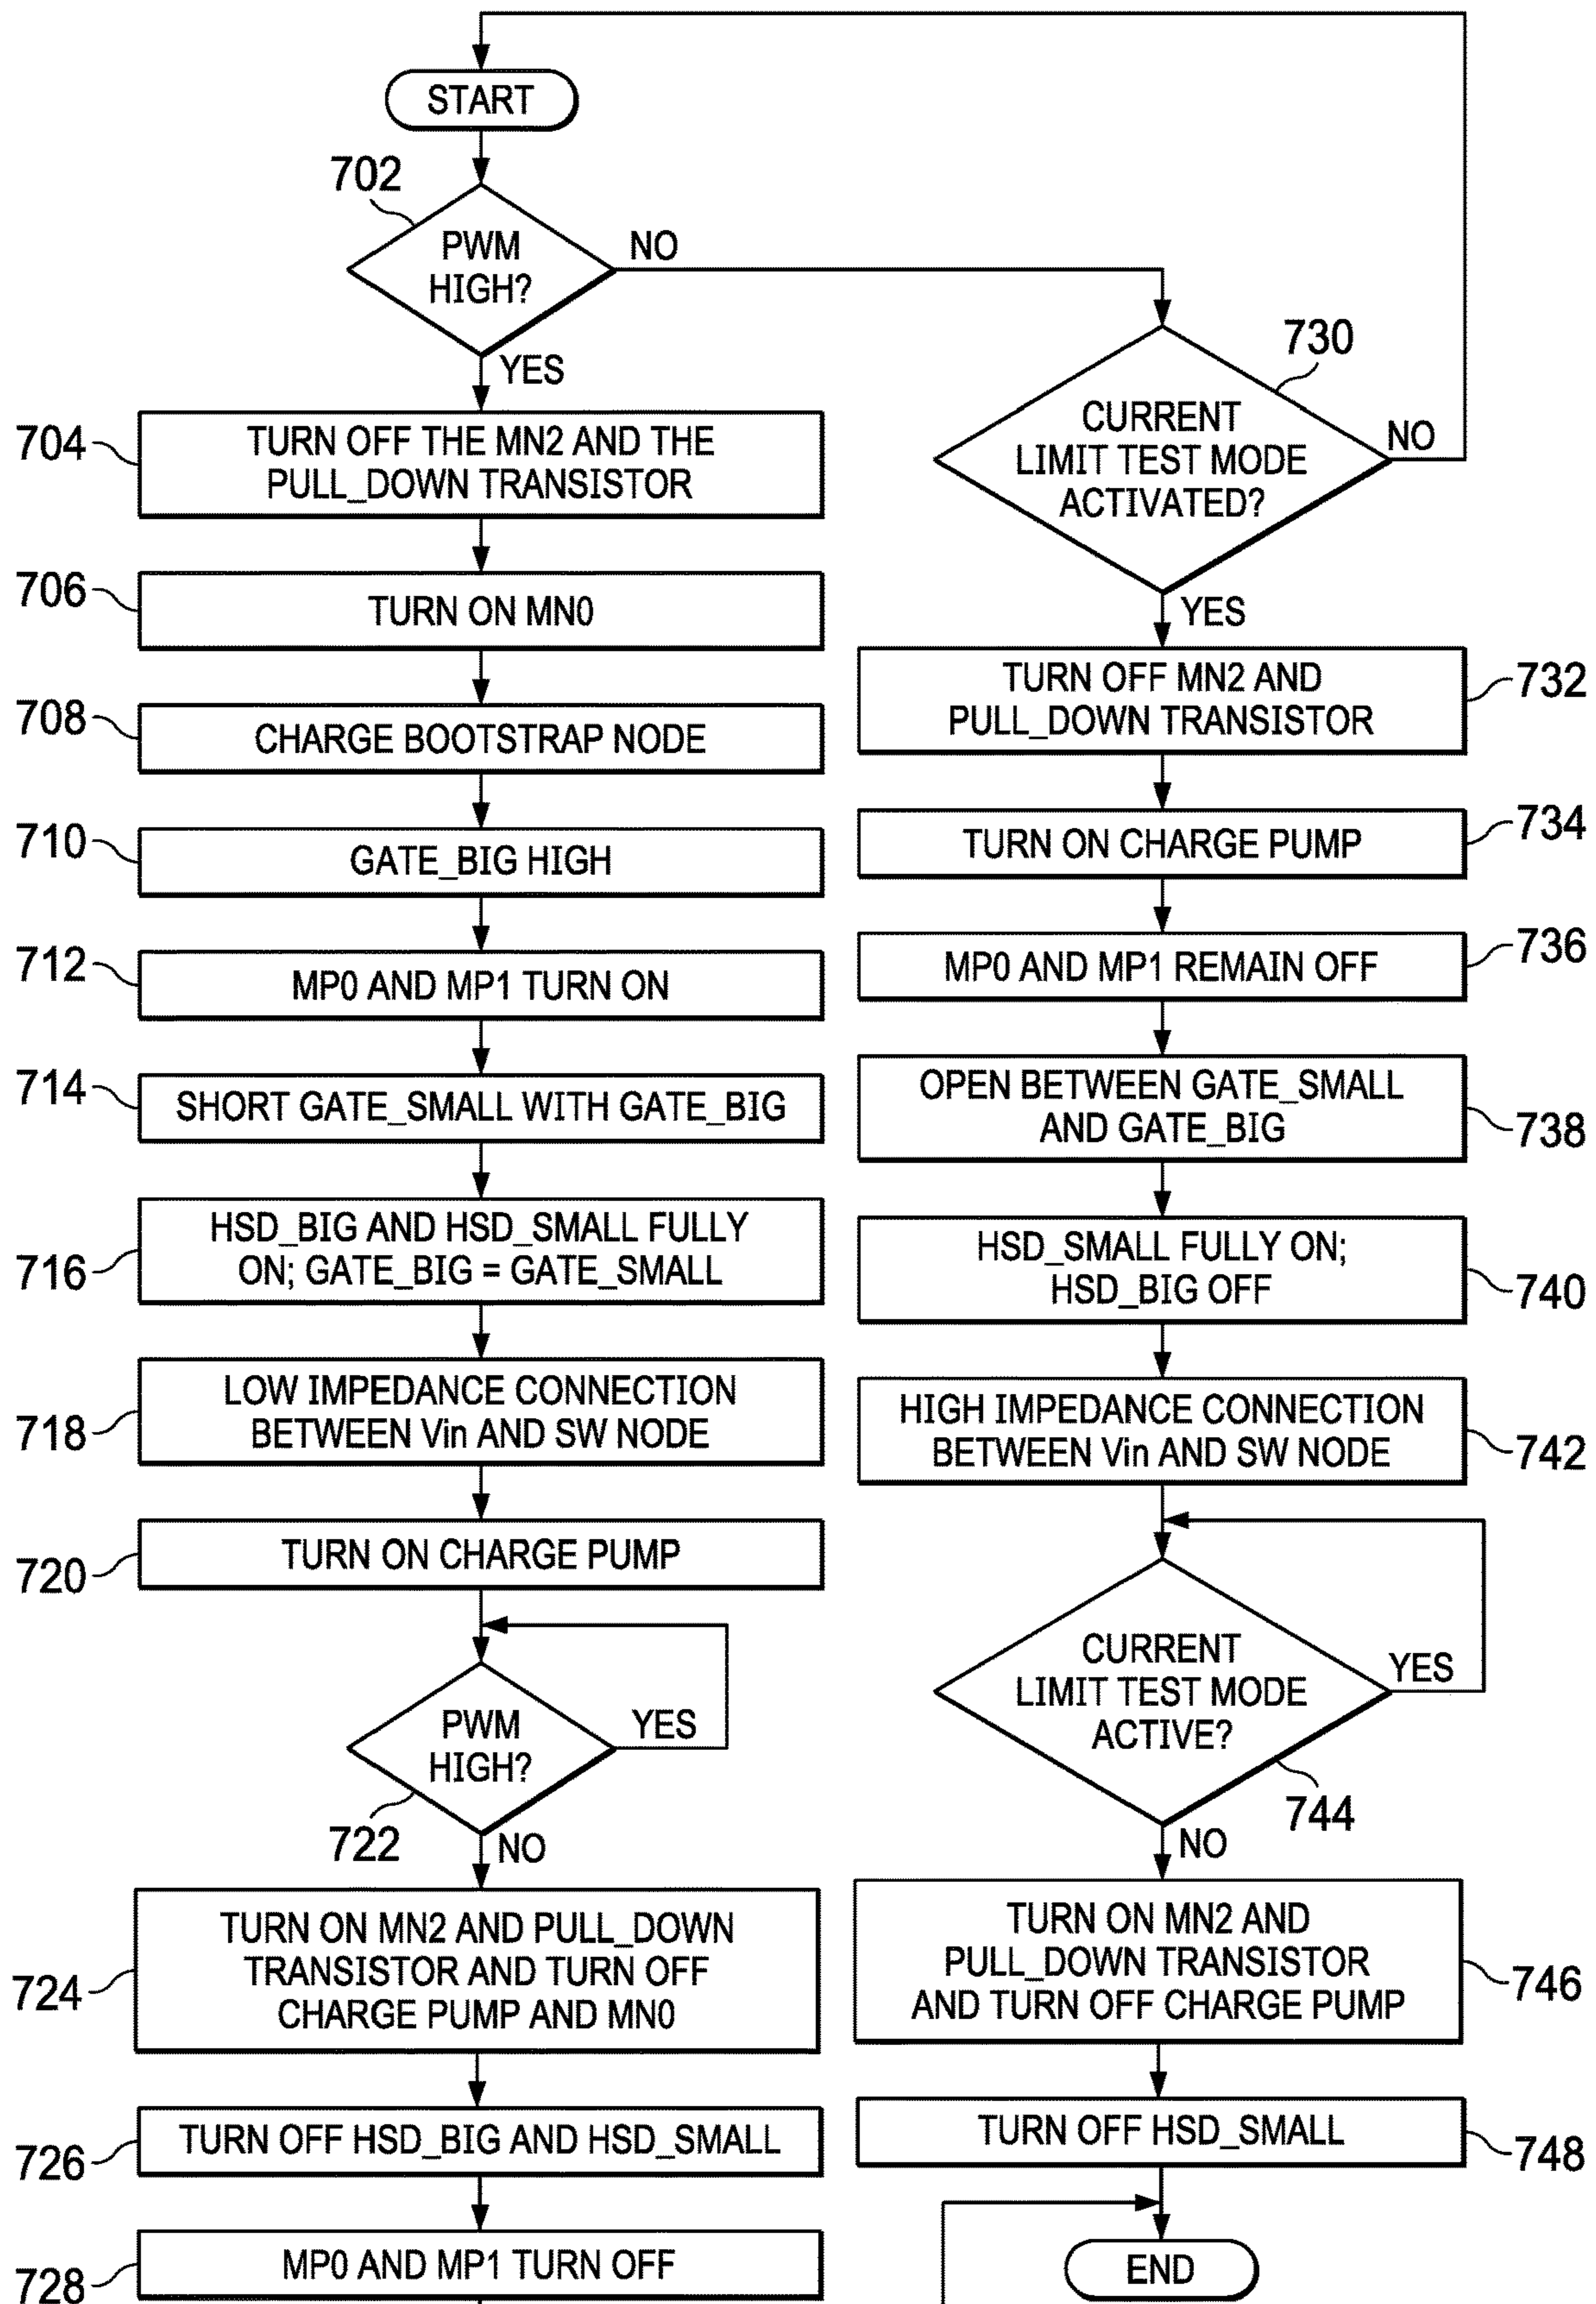 START
702
PWM
HIGH?
NO
YES
704
TURN OFF THE MN2 AND THE
PULL_DOWN TRANSISTOR
706
TURN ON MN0
708
CHARGE BOOTSTRAP NODE
710
GATE_BIG HIGH
712
MP0 AND MP1 TURN ON
714
SHORT GATE_SMALL WITH GATE_BIG
716
HSD_BIG AND HSD_SMALL FULLY
ON; GATE_BIG = GATE_SMALL
718
LOW IMPEDANCE CONNECTION
BETWEEN Vin AND SW NODE
720
TURN ON CHARGE PUMP
PWM
HIGH?
YES
722
NO
724
TURN ON MN2 AND PULL_DOWN
TRANSISTOR AND TURN OFF
CHARGE PUMP AND MN0
726
TURN OFF HSD_BIG AND HSD_SMALL
728
MP0 AND MP1 TURN OFF
730
CURRENT
LIMIT TEST MODE
ACTIVATED?
NO
YES
TURN OFF MN2 AND
PULL_DOWN TRANSISTOR
732
TURN ON CHARGE PUMP
734
MP0 AND MP1 REMAIN OFF
736
OPEN BETWEEN GATE_SMALL
AND GATE_BIG
738
HSD_SMALL FULLY ON;
HSD_BIG OFF
740
HIGH IMPEDANCE CONNECTION
BETWEEN Vin AND SW NODE
742
CURRENT
LIMIT TEST MODE
ACTIVE?
YES
744
NO
TURN ON MN2 AND
PULL_DOWN TRANSISTOR
AND TURN OFF CHARGE PUMP
746
TURN OFF HSD_SMALL
748
END